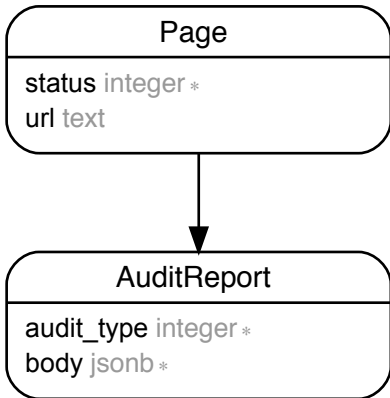 Page
status integer *
url text
AuditReport
audit_type integer *
body jsonb *